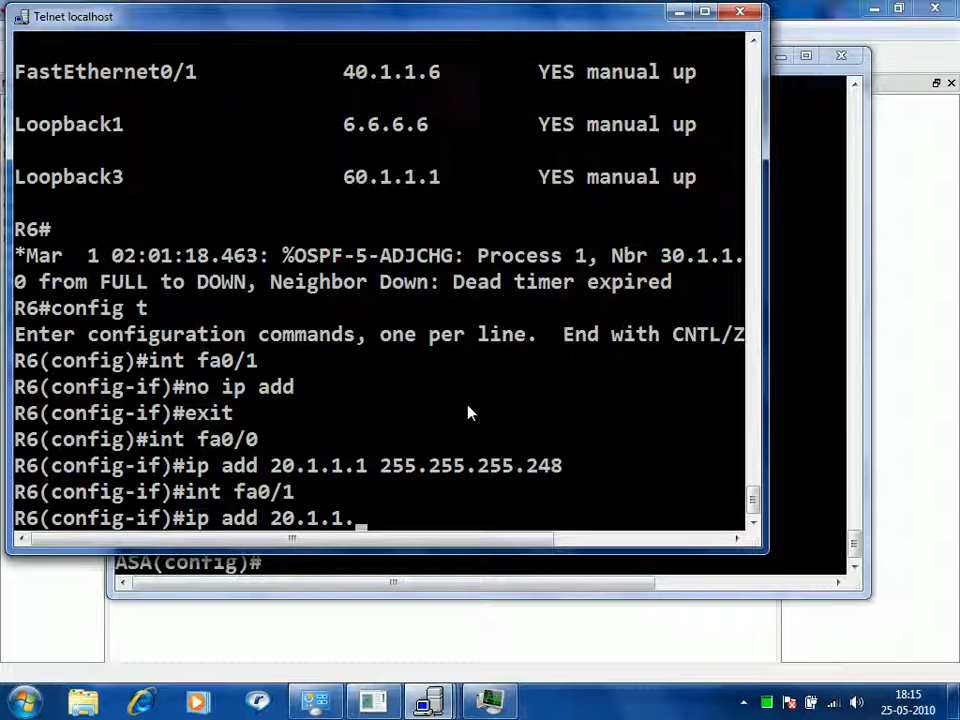 Telnet localhost
FastEthernet0/1 40.1.1.6 YES manual up
Loopback1 6.6.6.6 YES manual up
Loopback3 60.1.1.1 YES manual up
R6#
*Mar  1 02:01:18.463: %OSPF-5-ADJCHG: Process 1, Nbr 30.1.1.
0 from FULL to DOWN, Neighbor Down: Dead timer expired
R6#config t
Enter configuration commands, one per line.  End with CNTL/Z
R6(config)#int fa0/1
R6(config-if)#no ip add
R6(config-if)#exit
R6(config)#int fa0/0
R6(config-if)#ip add 20.1.1.1 255.255.255.248
R6(config-if)#int fa0/1
R6(config-if)#ip add 20.1.1._
ASA(config)#
18:15
25-05-2010